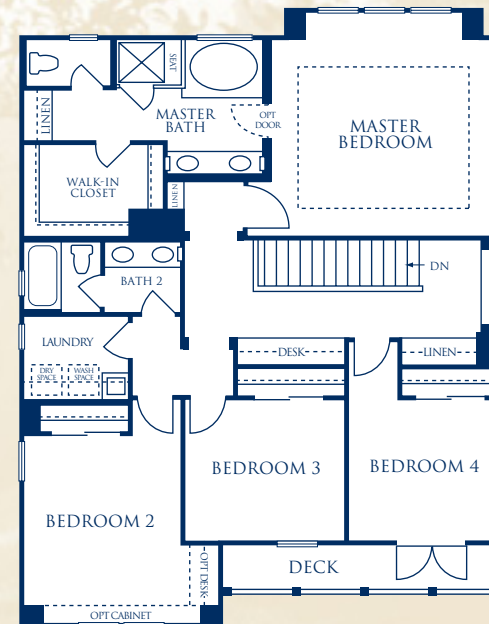 SEAT
LINEN
MASTER
BATH
OPT
DOOR
MASTER
BEDROOM
WALK-IN
CLOSET
LINEN
DN
BATH 2
LAUNDRY
DESK
LINEN
DRY
SPACE
WASH
SPACE
BEDROOM 3
BEDROOM 4
BEDROOM 2
OPT DESK
DECK
OPT CABINET